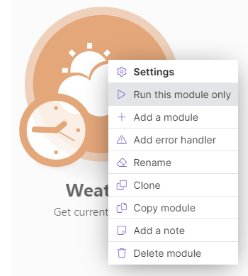 Settings
Run this module only
Add a module
Add error handler
Rename
Clone
Copy module
Add a note
Delete module
Weat
Get current